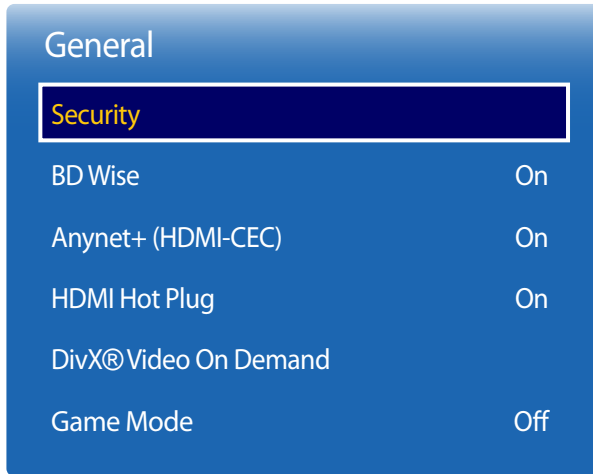 General
Security
BD Wise On
Anynet+ (HDMI-CEC) On
HDMI Hot Plug On
DivX® Video On Demand
Game Mode Off